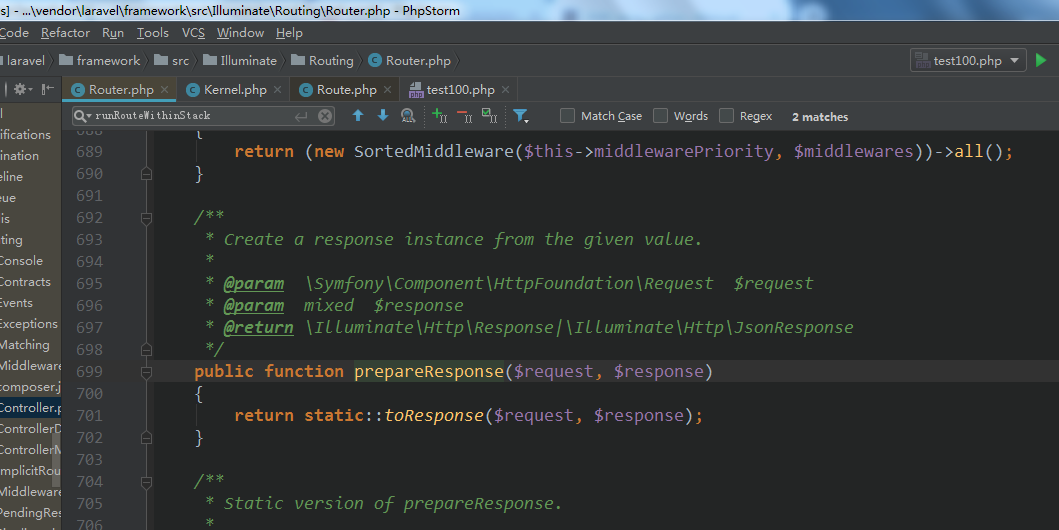 s] - ...\vendor\laravel\framework\src\Illuminate\Routing\Router.php - PhpStorm
Code Refactor Run Tools VCS Window Help
laravel framework src Illuminate Routing Router.php test100.php
Router.php Kernel.php Route.php test100.php
runRouteWithinStack Match Case Words Regex 2 matches
688 {
689 return (new SortedMiddleware($this->middlewarePriority, $middlewares))->all();
690 }
691
692 /**
693 * Create a response instance from the given value.
694 *
695 * @param \Symfony\Component\HttpFoundation\Request $request
696 * @param mixed $response
697 * @return \Illuminate\Http\Response|\Illuminate\Http\JsonResponse
698 */
699 public function prepareResponse($request, $response)
700 {
701 return static::toResponse($request, $response);
702 }
703
704 /**
705 * Static version of prepareResponse.
706 *
ifications
ination
eline
eue
is
ting
Console
Contracts
Events
Exceptions
Matching
Middleware
composer.j
Controller.p
ControllerD
ControllerM
mplicitRou
Middleware
PendingRes